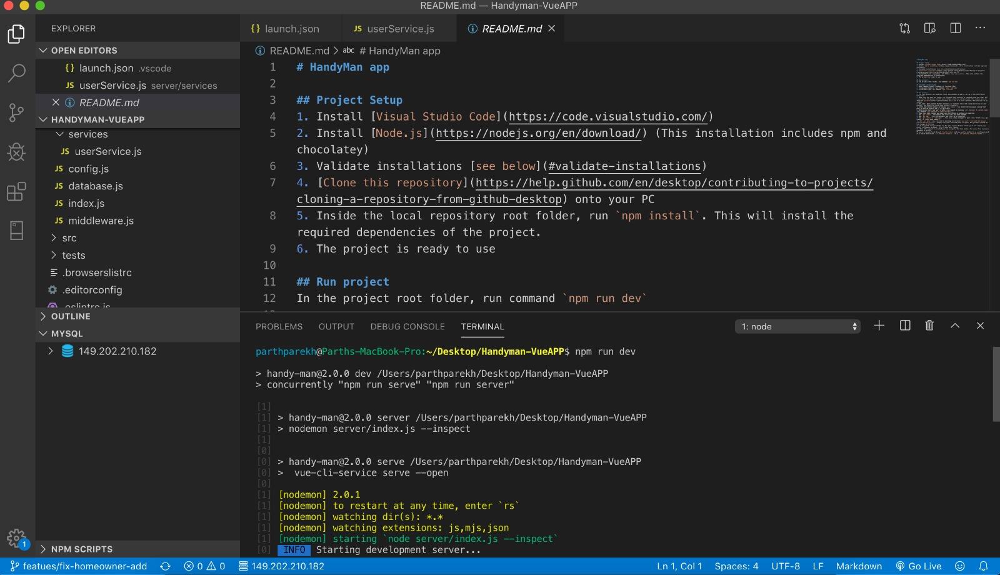 README.md — Handyman-VueAPP
EXPLORER
OPEN EDITORS
{} launch.json .vscode
JS userService.js server/services
README.md
HANDYMAN-VUEAPP
services
JS userService.js
JS config.js
JS database.js
JS index.js
JS middleware.js
src
tests
.browserslistrc
.editorconfig
.eslintrc.js
OUTLINE
MYSQL
149.202.210.182
NPM SCRIPTS
1
{} launch.json
JS userService.js
README.md
README.md > abc # HandyMan app
1 # HandyMan app
2
3 ## Project Setup
4 1. Install [Visual Studio Code](https://code.visualstudio.com/)
5 2. Install [Node.js](https://nodejs.org/en/download/) (This installation includes npm and
chocolatey)
6 3. Validate installations [see below](#validate-installations)
7 4. [Clone this repository](https://help.github.com/en/desktop/contributing-to-projects/
cloning-a-repository-from-github-desktop) onto your PC
8 5. Inside the local repository root folder, run `npm install`. This will install the
required dependencies of the project.
9 6. The project is ready to use
10
11 ## Run project
12 In the project root folder, run command `npm run dev`
PROBLEMS OUTPUT DEBUG CONSOLE TERMINAL
1: node
parthparekh@Parths-MacBook-Pro:~/Desktop/Handyman-VueAPP$ npm run dev
> handy-man@2.0.0 dev /Users/parthparekh/Desktop/Handyman-VueAPP
> concurrently "npm run serve" "npm run server"
[1]
[1] > handy-man@2.0.0 server /Users/parthparekh/Desktop/Handyman-VueAPP
[1] > nodemon server/index.js --inspect
[1]
[0]
[0] > handy-man@2.0.0 serve /Users/parthparekh/Desktop/Handyman-VueAPP
[0] >  vue-cli-service serve --open
[0]
[1] [nodemon] 2.0.1
[1] [nodemon] to restart at any time, enter `rs`
[1] [nodemon] watching dir(s): *.*
[1] [nodemon] watching extensions: js,mjs,json
[1] [nodemon] starting `node server/index.js --inspect`
[0] INFO Starting development server...
featues/fix-homeowner-add 0 0 149.202.210.182 Ln 1, Col 1 Spaces: 4 UTF-8 LF Markdown Go Live